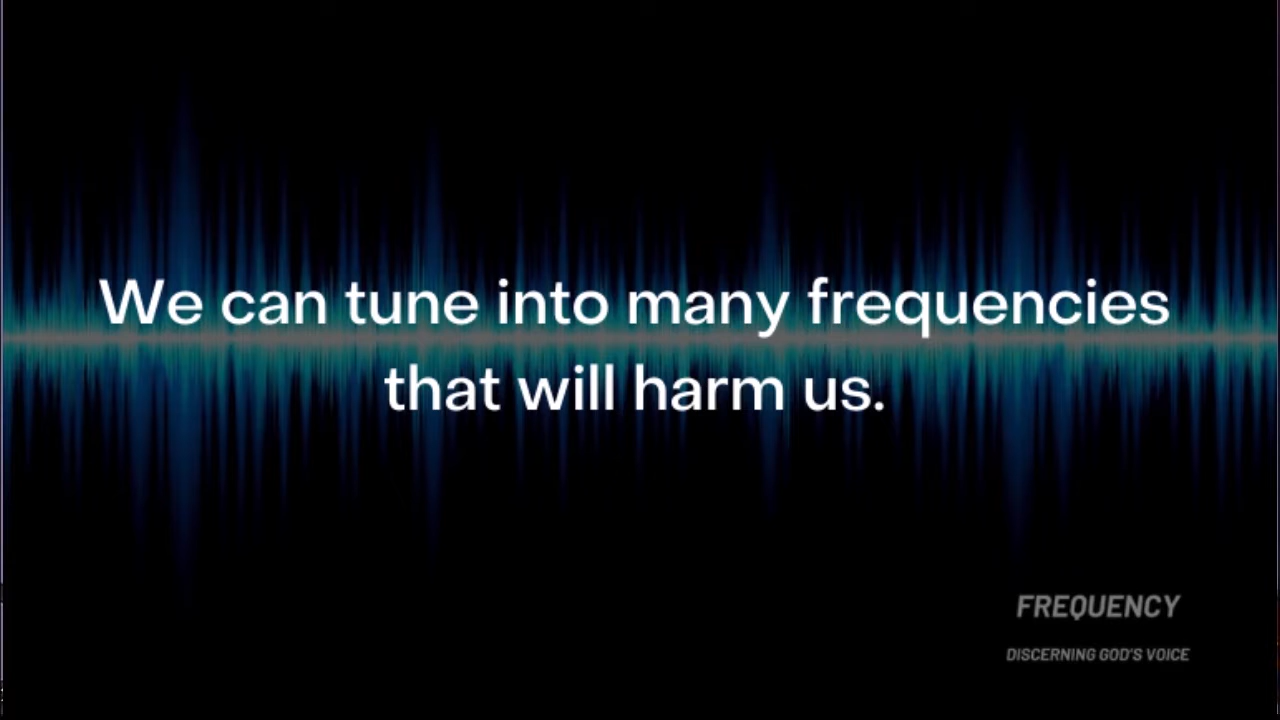 We can tune into many frequencies
that will harm us.
FREQUENCY
DISCERNING GOD'S VOICE